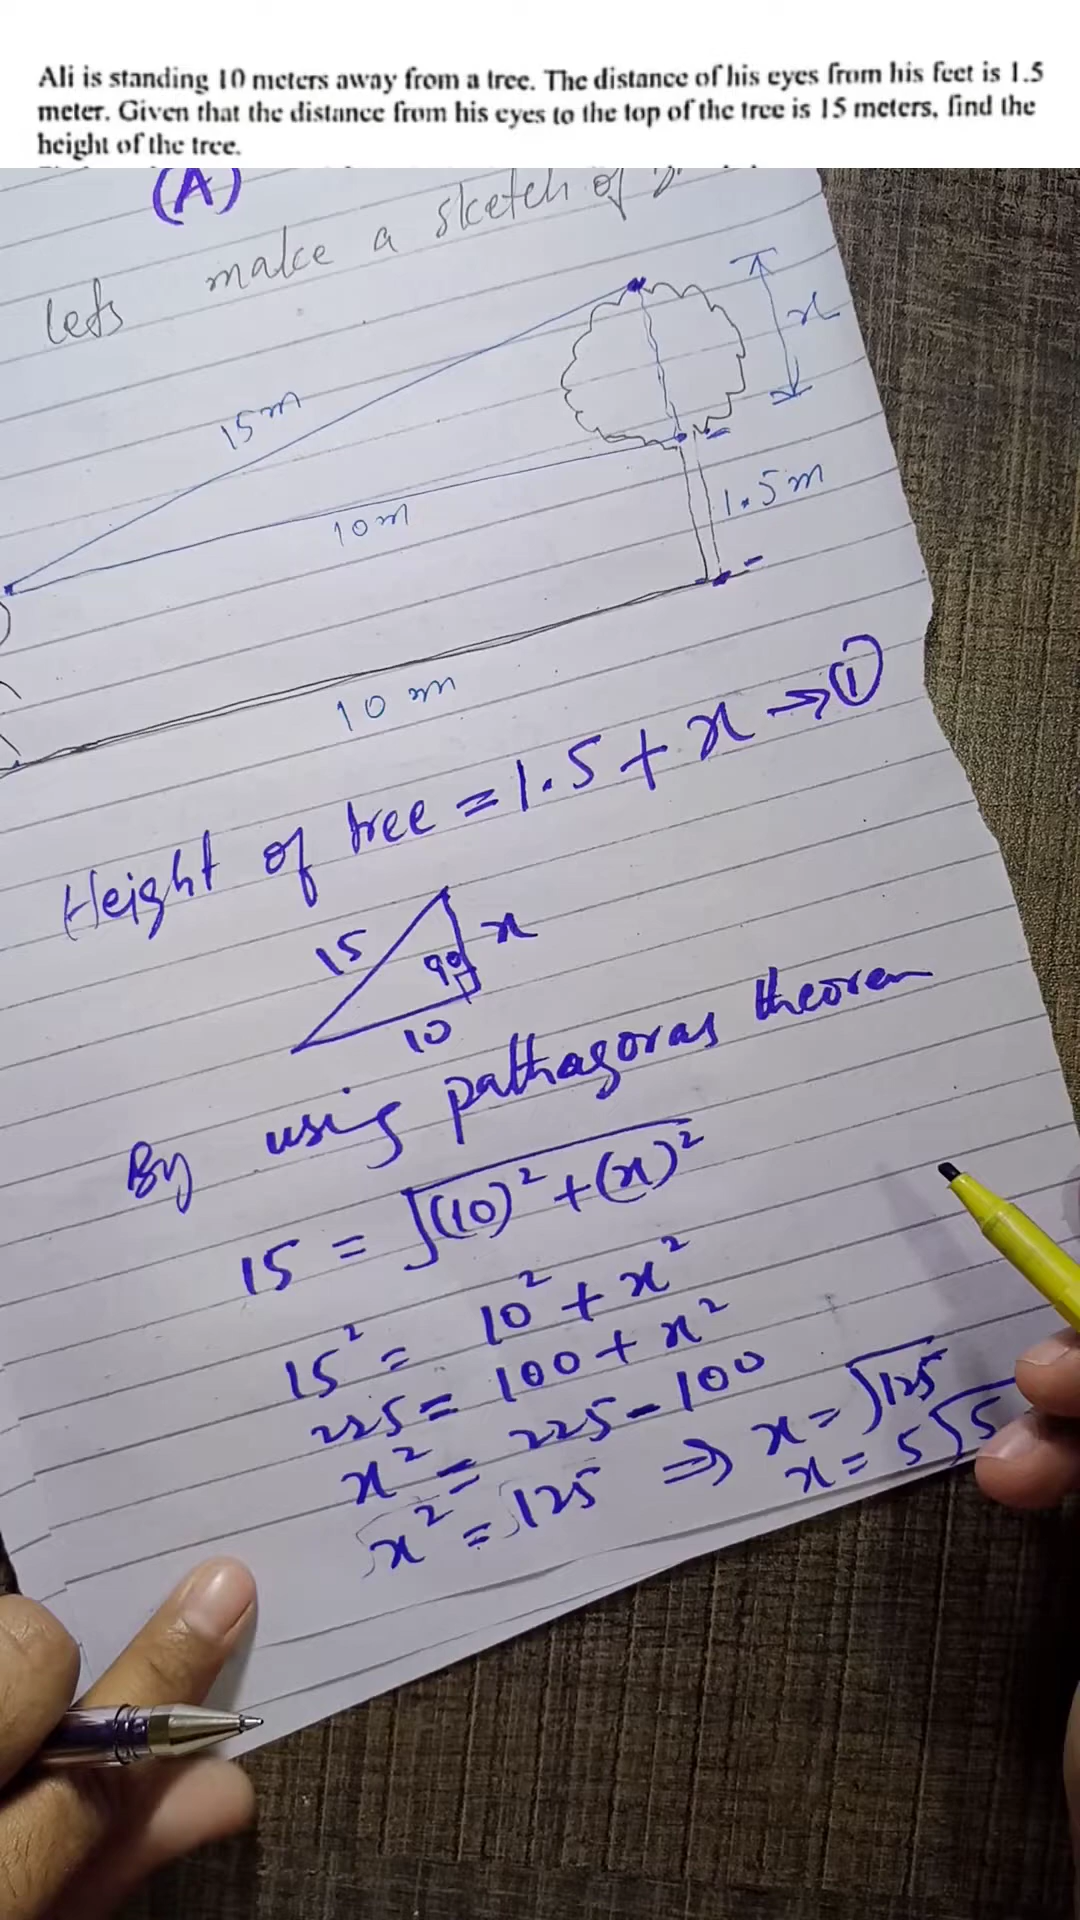 Ali is standing 10 meters away from a tree. The distance of his eyes from his feet is 1.5
meter. Given that the distance from his eyes to the top of the tree is 15 meters, find the
height of the tree.
(A)
lets make a sketch of
x
15m
1.5m
10m
10 m
Height of tree = 1.5 + x → ①
15
x
90
10
By using pathagoras theorem
15 = √(10)² + (x)²
15² = 10² + x²
225 = 100 + x²
x² = 225 - 100
x² = 125 ⇒ x = √125
x = 5√5